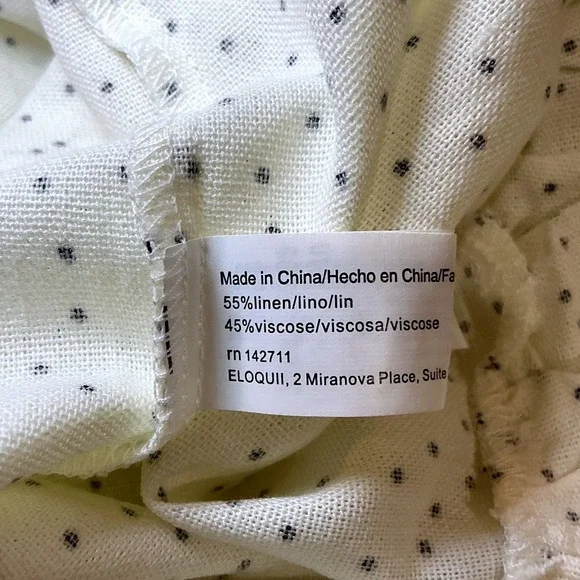 Made in China/Hecho en China/Fa
55%linen/lino/lin
45%viscose/viscosa/viscose
rn 142711
ELOQUII, 2 Miranova Place, Suite